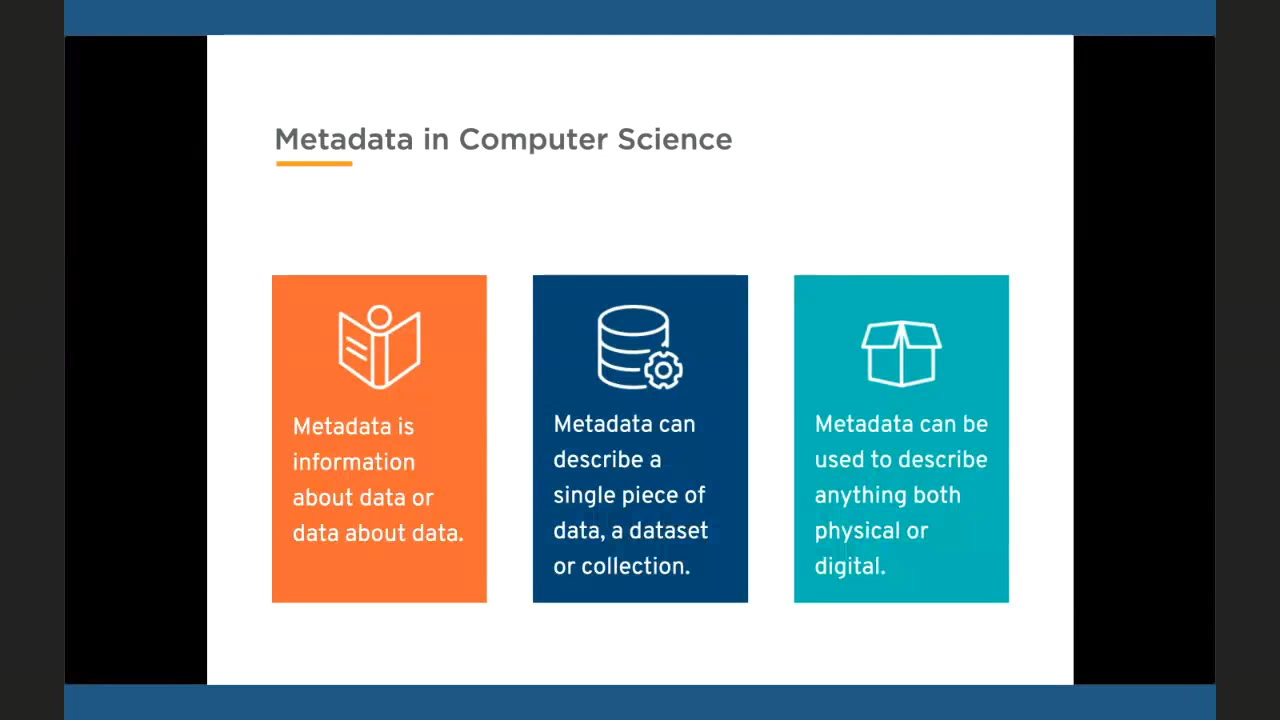 Metadata in Computer Science
Metadata is
information
about data or
data about data.
Metadata can
describe a
single piece of
data, a dataset
or collection.
Metadata can be
used to describe
anything both
physical or
digital.